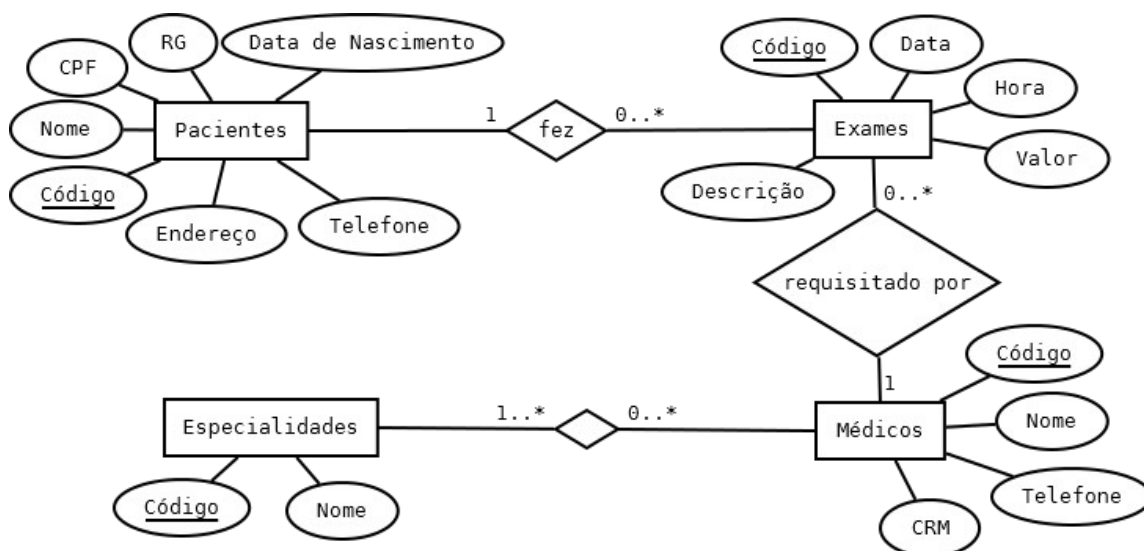 RG
Data de Nascimento
CPF
Nome
Pacientes
Código
Endereço
Telefone
1
fez
0..*
Código
Data
Hora
Exames
Valor
Descrição
0..*
requisitado por
1
Código
Nome
Médicos
Telefone
CRM
0..*
1..*
Especialidades
Código
Nome